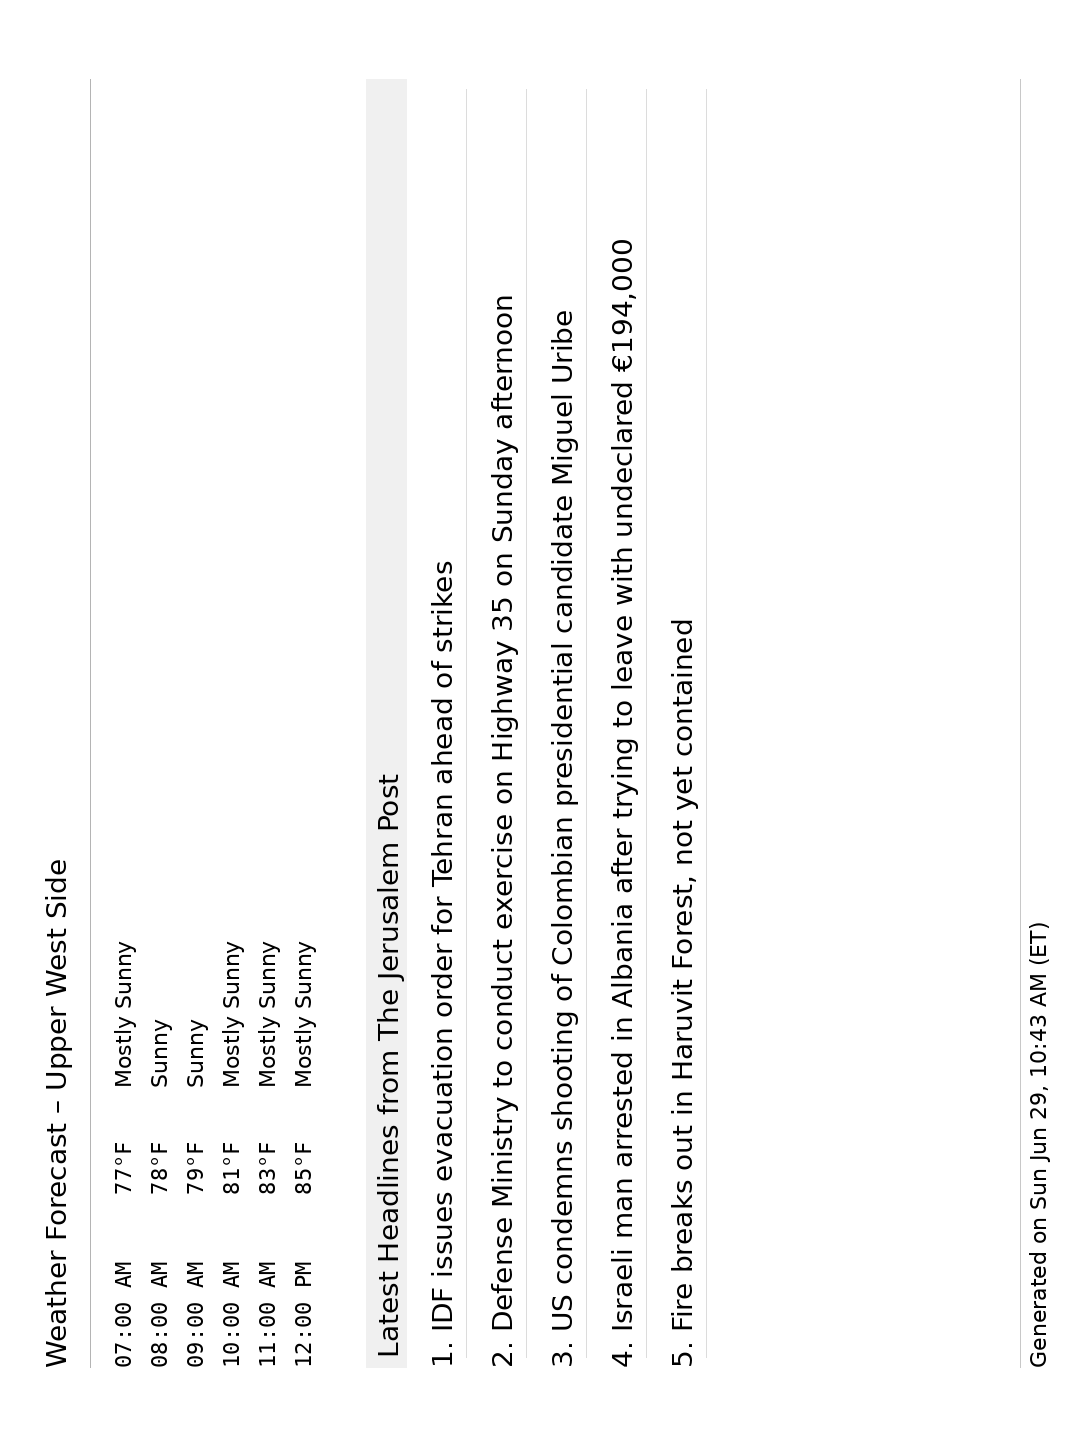 Weather Forecast – Upper West Side
07:00 AM 77°F Mostly Sunny
08:00 AM 78°F Sunny
09:00 AM 79°F Sunny
10:00 AM 81°F Mostly Sunny
11:00 AM 83°F Mostly Sunny
12:00 PM 85°F Mostly Sunny
Latest Headlines from The Jerusalem Post
1. IDF issues evacuation order for Tehran ahead of strikes
2. Defense Ministry to conduct exercise on Highway 35 on Sunday afternoon
3. US condemns shooting of Colombian presidential candidate Miguel Uribe
4. Israeli man arrested in Albania after trying to leave with undeclared €194,000
5. Fire breaks out in Haruvit Forest, not yet contained
Generated on Sun Jun 29, 10:43 AM (ET)